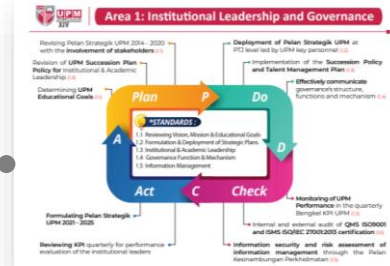 UPM
XIV
Area 1: Institutional Leadership and Governance
Revising Pelan Strategik UPM 2014 - 2020
with the involvement of stakeholders
Revision of UPM Succession Plan
Policy for Institutional & Academic
Leadership
Determining UPM
Educational Goals
Deployment of Pelan Strategik UPM at
PTJ level led by UPM key personnel
Implementation of the Succession Policy
and Talent Management Plan
Effectively communicate
governance's structure,
functions and mechanism
Plan
P
Do
D
Check
C
Act
A
*STANDARDS :
1.1 Reviewing Vision, Mission & Educational Goals
1.2 Formulation & Deployment of Strategic Plans
1.3 Institutional & Academic Leadership
1.4 Governance Function & Mechanism
1.5 Information Management
Formulating Pelan Strategik
UPM 2021 - 2025
Reviewing KPI quarterly for performance
evaluation of the institutional leaders
Monitoring of UPM
Performance in the quarterly
Bengkel KPI UPM
Internal and external audit of QMS ISO9001
and ISMS ISO/IEC 27001:2013 certification
Information security and risk assessment of
information management through the Pelan
Kesinambungan Perkhidmatan